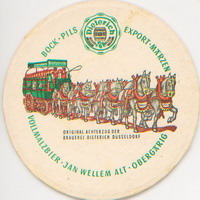 BOCK · PILS
Dieterich
EXPORT · MÄRZEN
ORIGINAL ACHTERZUG DER
BRAUEREI DIETERICH DÜSSELDORF
VOLLMALZBIER · JAN WELLEM ALT · OBERGÄRIG